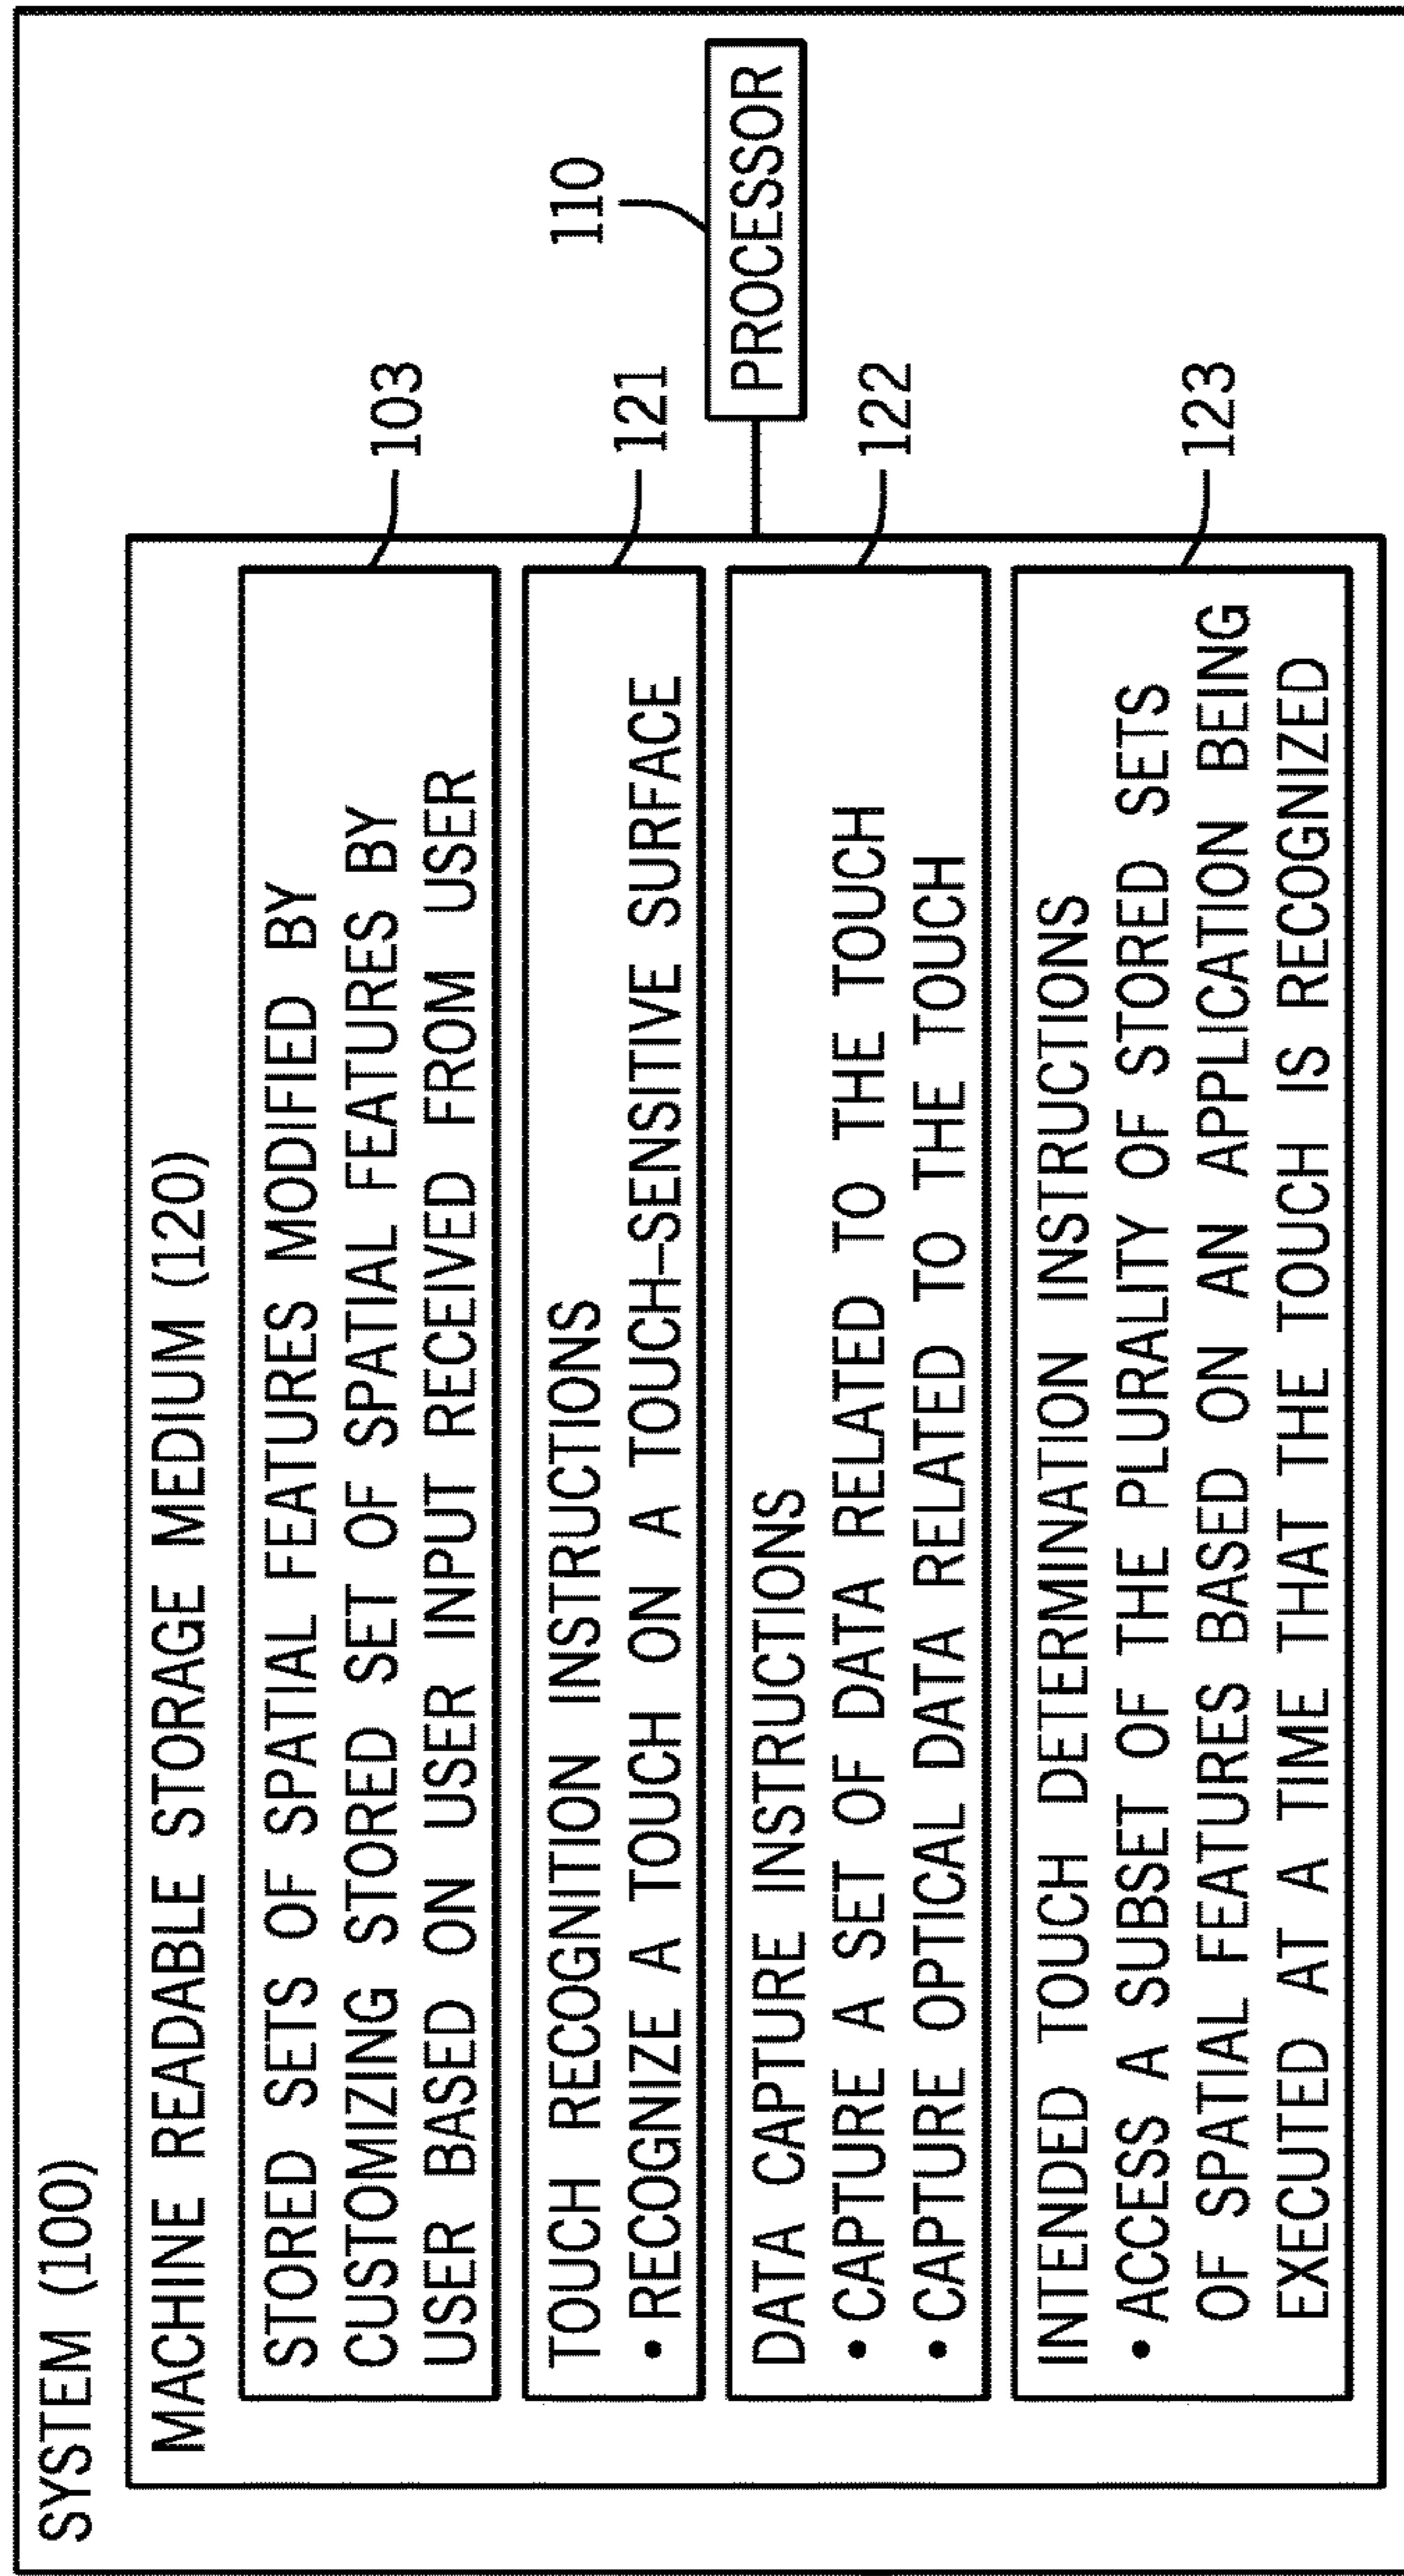 SYSTEM (100)
MACHINE READABLE STORAGE MEDIUM (120)
STORED SETS OF SPATIAL FEATURES MODIFIED BY
CUSTOMIZING STORED SET OF SPATIAL FEATURES BY
USER BASED ON USER INPUT RECEIVED FROM USER
103
TOUCH RECOGNITION INSTRUCTIONS
• RECOGNIZE A TOUCH ON A TOUCH-SENSITIVE SURFACE
121
DATA CAPTURE INSTRUCTIONS
• CAPTURE A SET OF DATA RELATED TO THE TOUCH
• CAPTURE OPTICAL DATA RELATED TO THE TOUCH
122
INTENDED TOUCH DETERMINATION INSTRUCTIONS
• ACCESS A SUBSET OF THE PLURALITY OF STORED SETS
OF SPATIAL FEATURES BASED ON AN APPLICATION BEING
EXECUTED AT A TIME THAT THE TOUCH IS RECOGNIZED
123
110
PROCESSOR